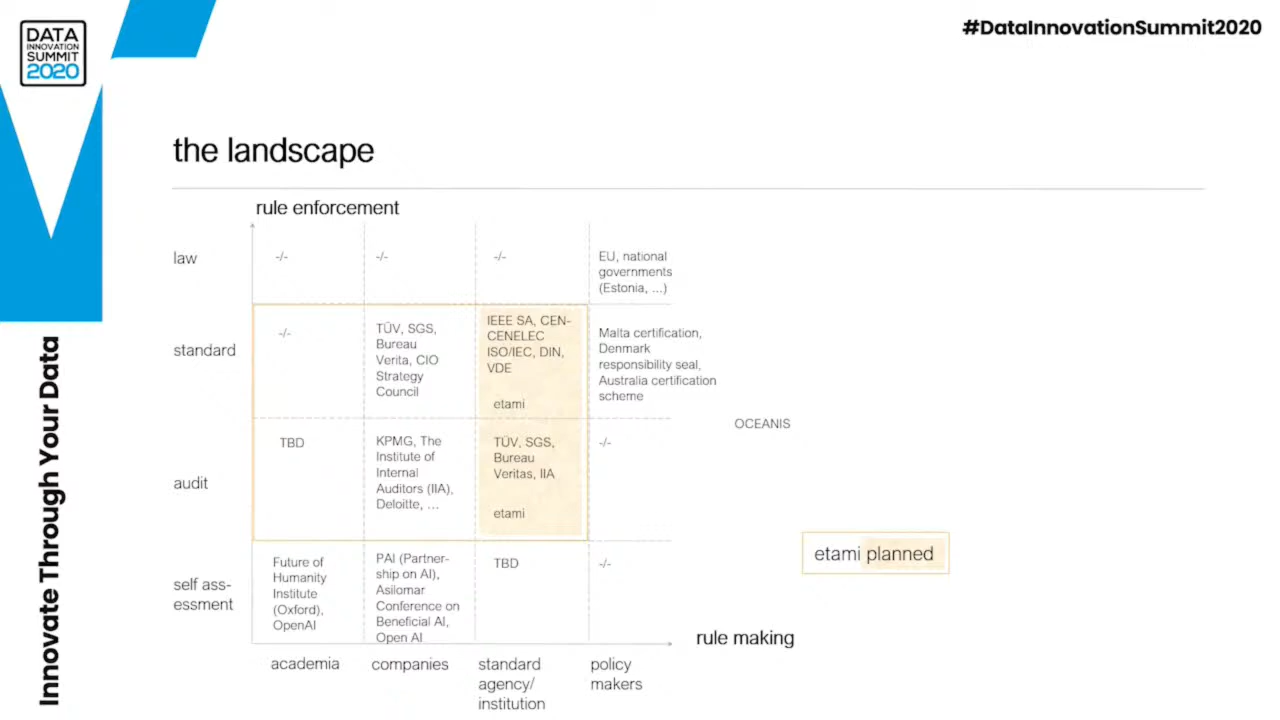 DATA
INNOVATION
SUMMIT
2020
#DataInnovationSummit2020
Innovate Through Your Data
the landscape
rule enforcement
law
-/-
-/-
-/-
EU, national
governments
(Estonia, ...)
standard
-/-
TÜV, SGS,
Bureau
Verita, CIO
Strategy
Council
IEEE SA, CEN-
CENELEC
ISO/IEC, DIN,
VDE
etami
Malta certification,
Denmark
responsibility seal,
Australia certification
scheme
OCEANIS
audit
TBD
KPMG, The
Institute of
Internal
Auditors (IIA),
Deloitte, ...
TÜV, SGS,
Bureau
Veritas, IIA
etami
-/-
etami planned
self ass-
essment
Future of
Humanity
Institute
(Oxford),
OpenAI
PAI (Partner-
ship on AI),
Asilomar
Conference on
Beneficial AI,
Open AI
TBD
-/-
rule making
academia
companies
standard
agency/
institution
policy
makers